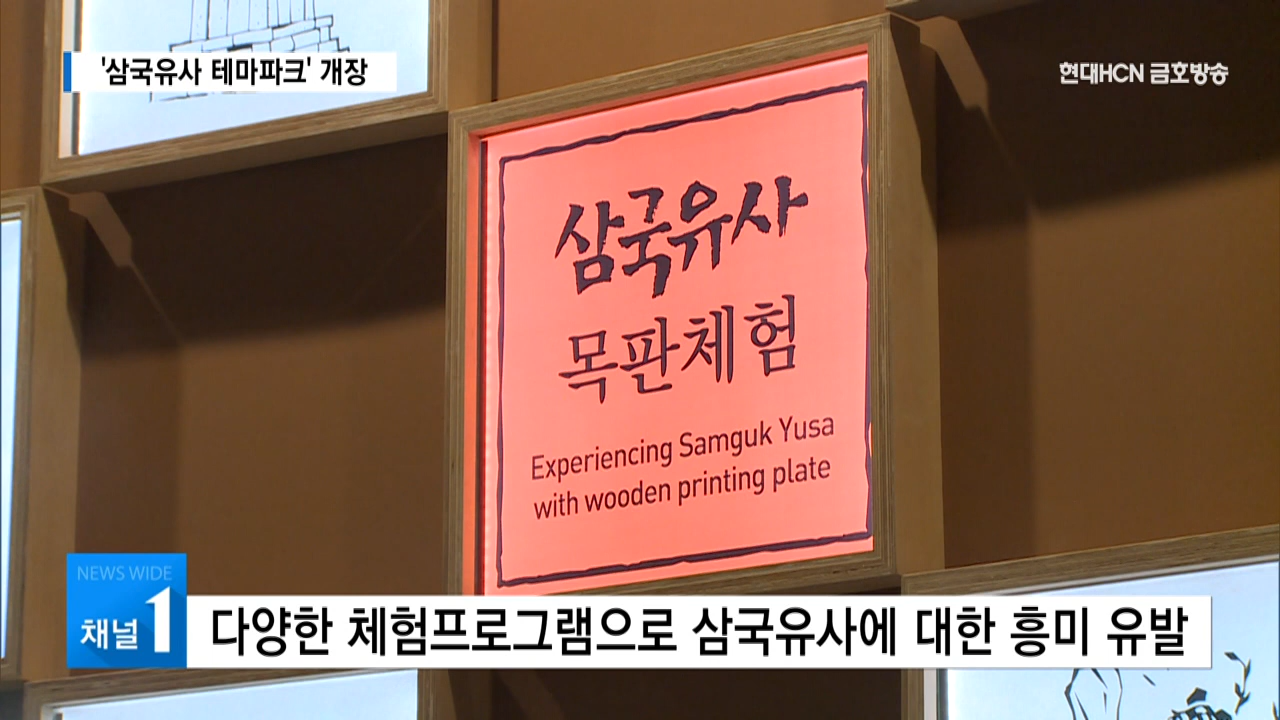 '삼국유사 테마파크' 개장
현대HCN 금호방송
삼국유사
목판체험
Experiencing Samguk Yusa
with wooden printing plate
NEWS WIDE
채널 1
다양한 체험프로그램으로 삼국유사에 대한 흥미 유발